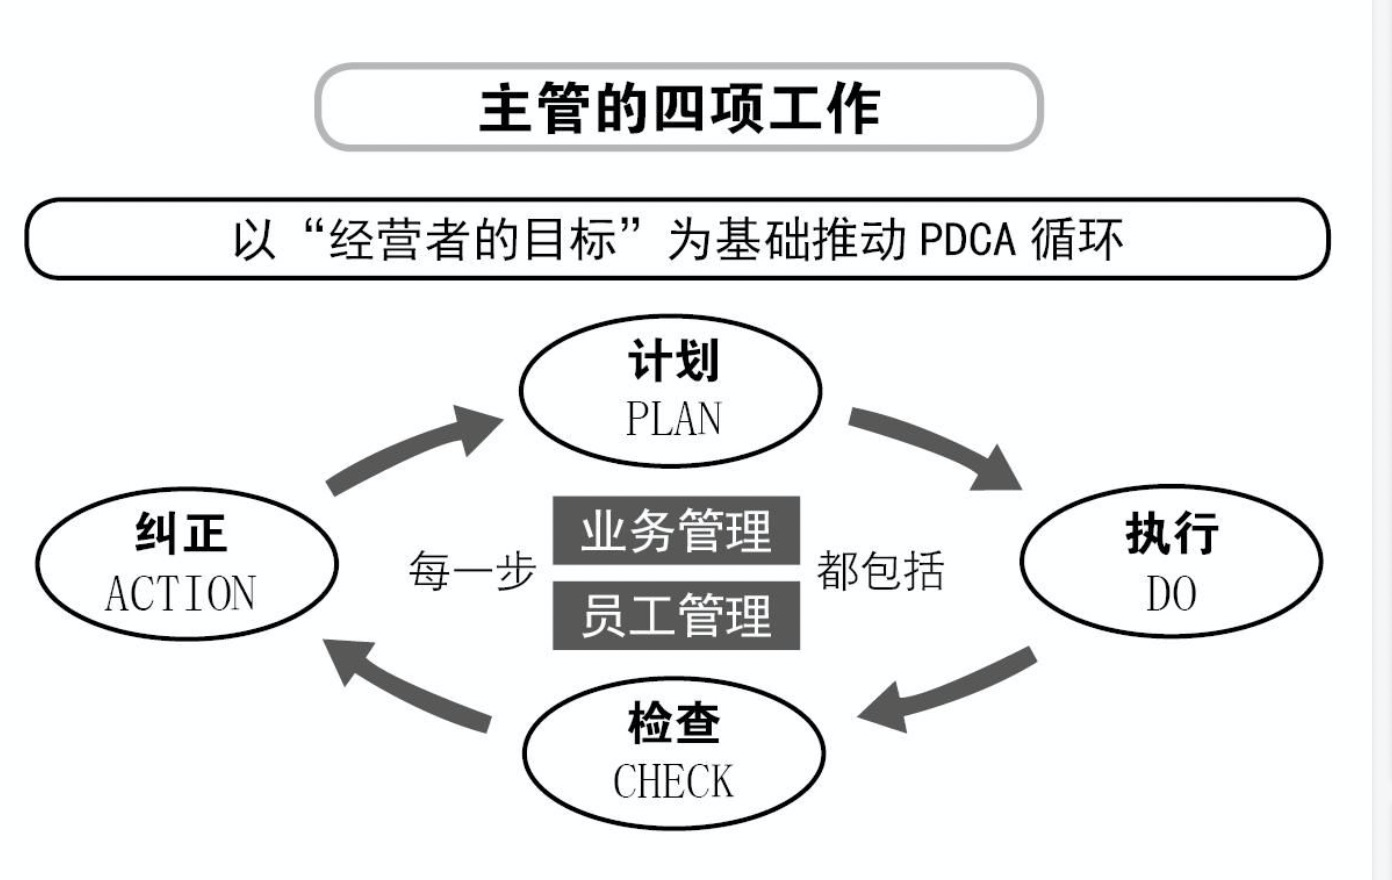 主管的四项工作
以“经营者的目标”为基础推动 PDCA 循环
计划
PLAN
纠正
ACTION
每一步
业务管理
员工管理
都包括
执行
DO
检查
CHECK